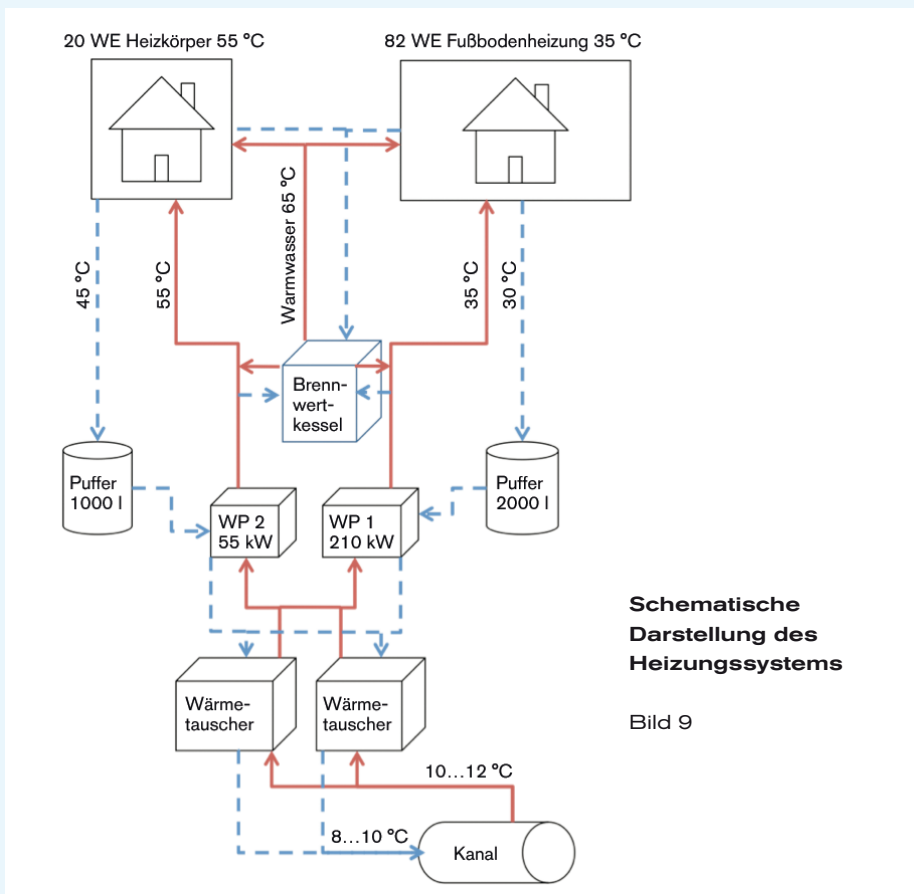 20 WE Heizkörper 55 °C
82 WE Fußbodenheizung 35 °C
Warmwasser 65 °C
45 °C
55 °C
35 °C
30 °C
Brenn-
wert-
kessel
Puffer
1000 l
Puffer
2000 l
WP 2
55 kW
WP 1
210 kW
Schematische
Darstellung des
Heizungssystems
Bild 9
Wärme-
tauscher
Wärme-
tauscher
10...12 °C
8...10 °C
Kanal